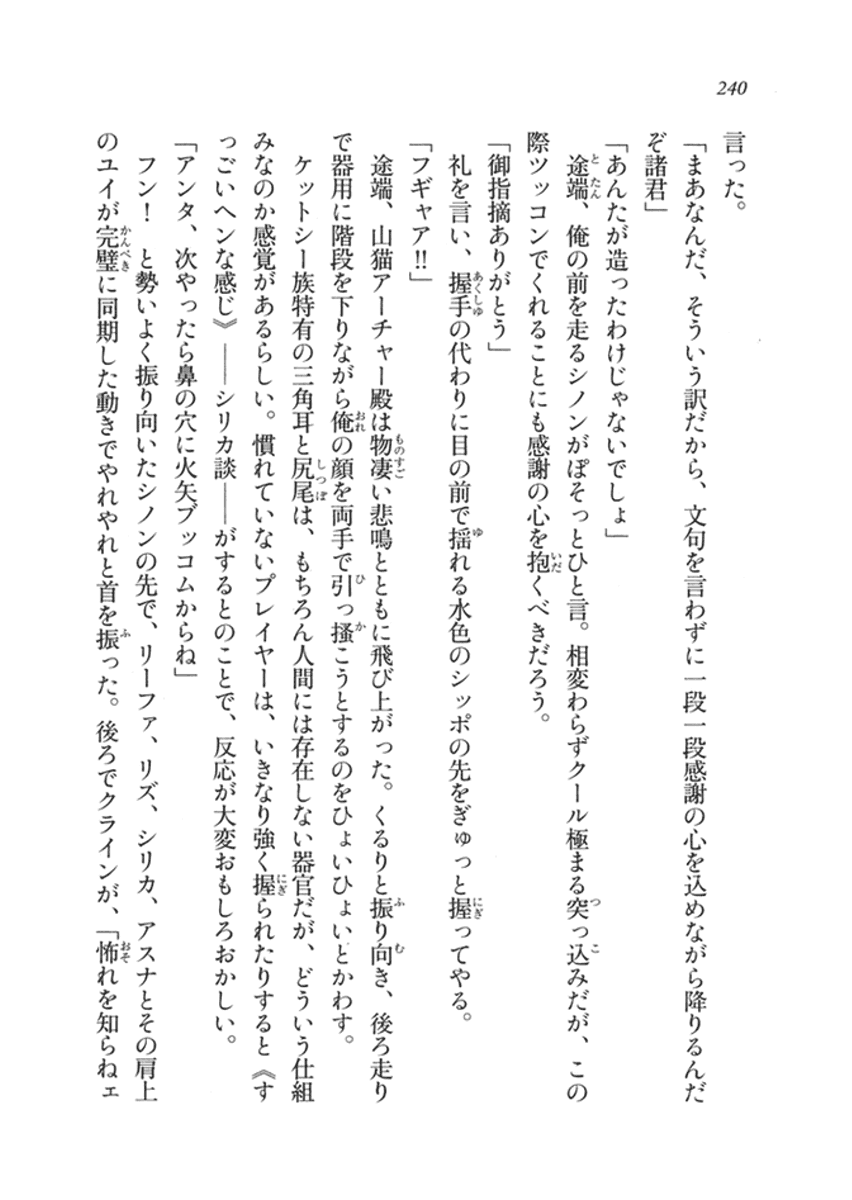 240
言った。
「まあなんだ、そういう訳だから、文句を言わずに一段一段感謝の心を込めながら降りるんだ
ぞ諸君」
「あんたが造ったわけじゃないでしょ」
途端、俺の前を走るシノンがぽそっとひと言。相変わらずクール極まる突っ込みだが、この
際ツッコンでくれることにも感謝の心を抱くべきだろう。
「御指摘ありがとう」
礼を言い、握手の代わりに目の前で揺れる水色のシッポの先をぎゅっと握ってやる。
「フギャア!!」
途端、山猫アーチャー殿は物凄い悲鳴とともに飛び上がった。くるりと振り向き、後ろ走り
で器用に階段を下りながら俺の顔を両手で引っ掻こうとするのをひょいひょいとかわす。
ケットシー族特有の三角耳と尻尾は、もちろん人間には存在しない器官だが、どういう仕組
みなのか感覚があるらしい。慣れていないプレイヤーは、いきなり強く握られたりすると《す
っごいヘンな感じ》――シリカ談――がするとのことで、反応が大変おもしろおかしい。
「アンタ、次やったら鼻の穴に火矢ブッコムからね」
フン！　と勢いよく振り向いたシノンの先で、リーファ、リズ、シリカ、アスナとその肩上
のユイが完璧に同期した動きでやれやれと首を振った。後ろでクラインが、「怖れを知らねェ